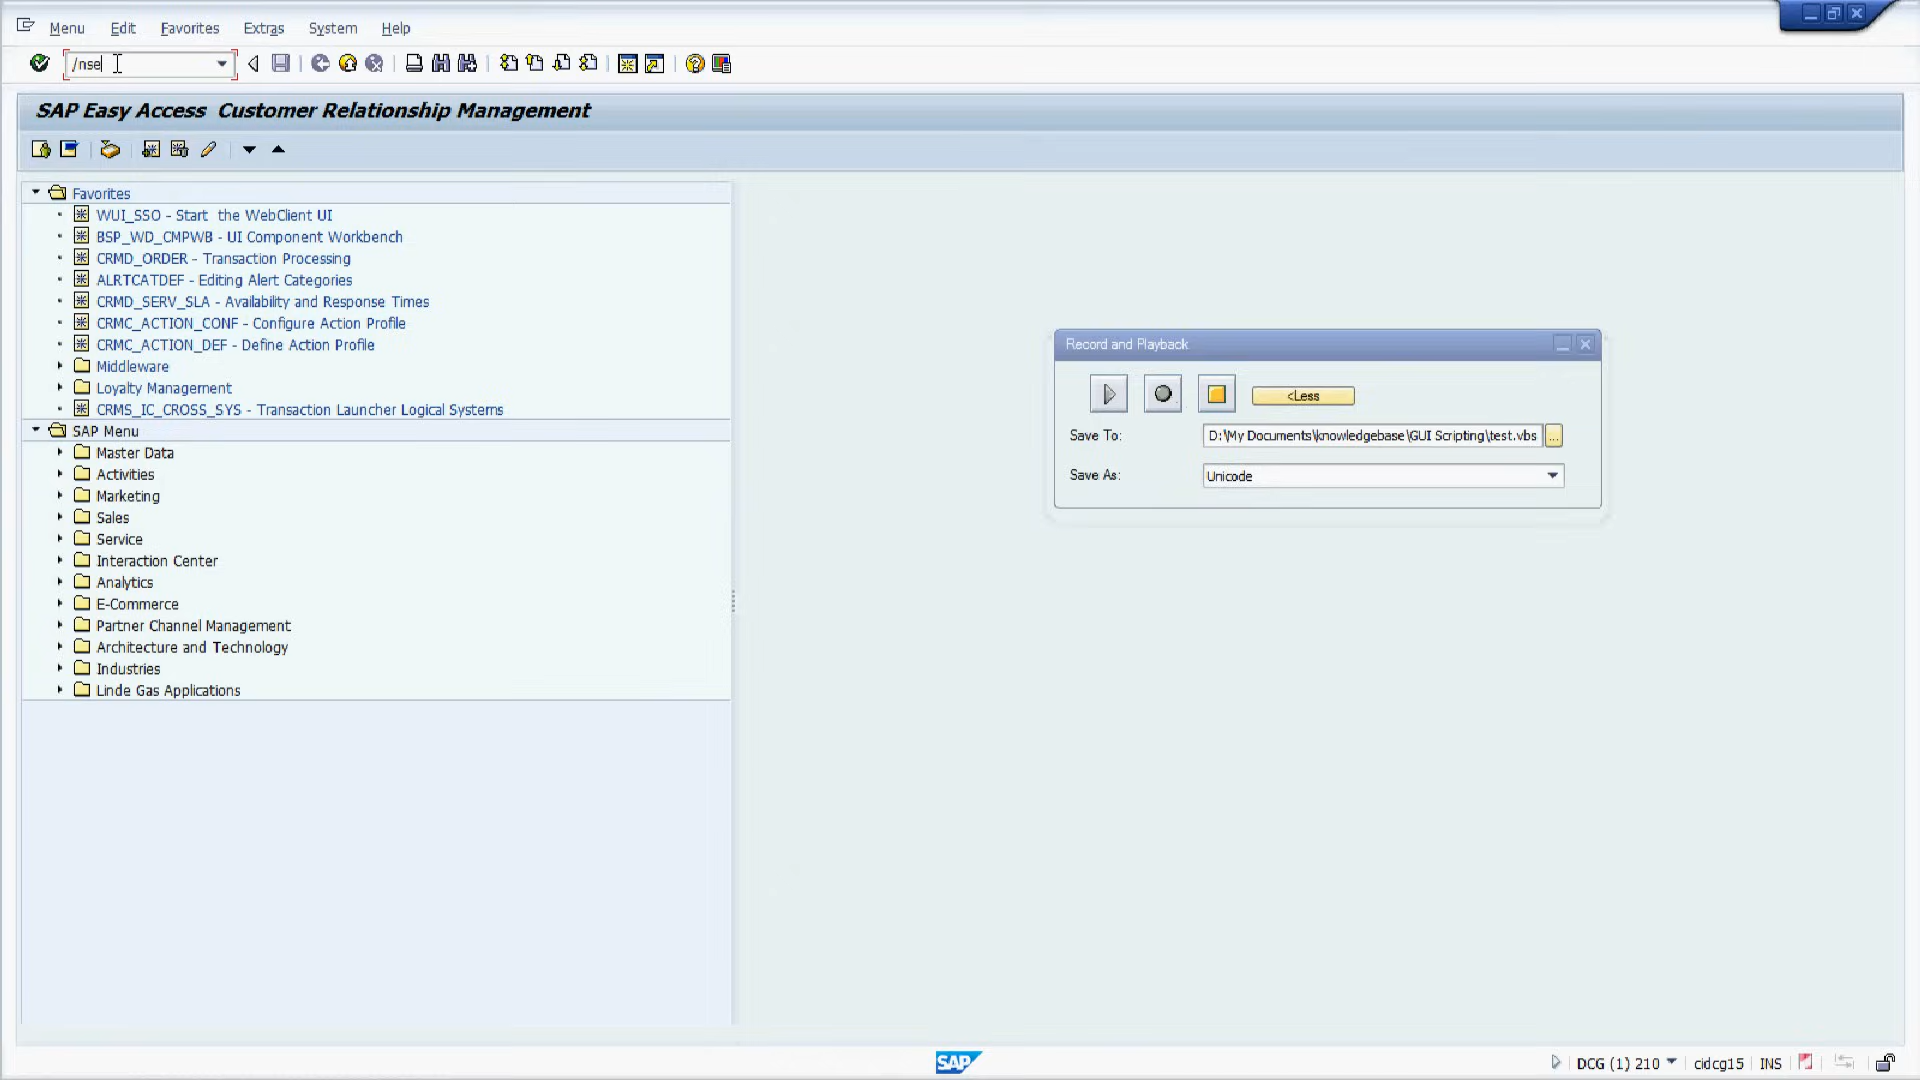 Menu Edit Favorites Extras System Help
/nse
SAP Easy Access Customer Relationship Management
Favorites
WUI_SSO - Start the WebClient UI
BSP_WD_CMPWB - UI Component Workbench
CRMD_ORDER - Transaction Processing
ALRTCATDEF - Editing Alert Categories
CRMD_SERV_SLA - Availability and Response Times
CRMC_ACTION_CONF - Configure Action Profile
CRMC_ACTION_DEF - Define Action Profile
Middleware
Loyalty Management
CRMS_IC_CROSS_SYS - Transaction Launcher Logical Systems
SAP Menu
Master Data
Activities
Marketing
Sales
Service
Interaction Center
Analytics
E-Commerce
Partner Channel Management
Architecture and Technology
Industries
Linde Gas Applications
Record and Playback
<Less
Save To: D:\My Documents\knowledgebase\GUI Scripting\test.vbs ...
Save As: Unicode
SAP
DCG (1) 210 cidcg15 INS